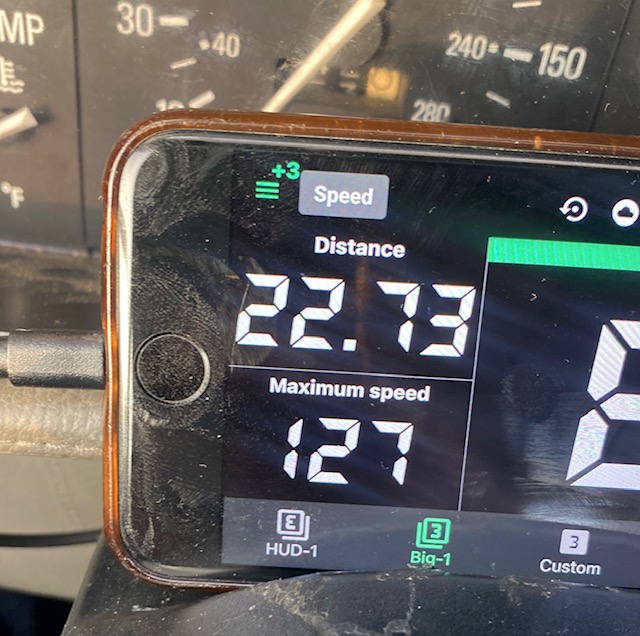 MP
30
40
240
150
280
°F
+3
Speed
Distance
22.73
Maximum speed
127
HUD-1
Big-1
3
Custom